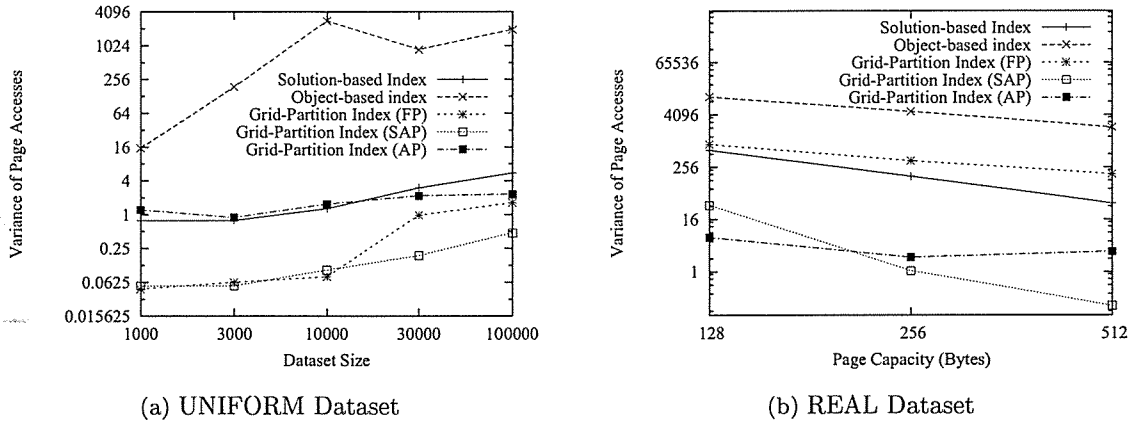 4096
1024
256
64
16
4
1
0.25
0.0625
0.015625
Variance of Page Accesses
Solution-based Index
Object-based index
Grid-Partition Index (FP)
Grid-Partition Index (SAP)
Grid-Partition Index (AP)
1000
3000
10000
30000
100000
Dataset Size
(a) UNIFORM Dataset
65536
4096
256
16
1
Variance of Page Accesses
Solution-based Index
Object-based index
Grid-Partition Index (FP)
Grid-Partition Index (SAP)
Grid-Partition Index (AP)
128
256
512
Page Capacity (Bytes)
(b) REAL Dataset